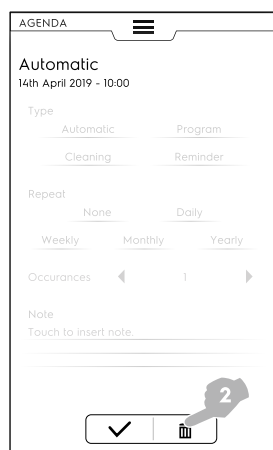 AGENDA
Automatic
14th April 2019 - 10:00
Type
Automatic Program
Cleaning Reminder
Repeat
None Daily
Weekly Monthly Yearly
Occurances 1
Note
Touch to insert note.
2